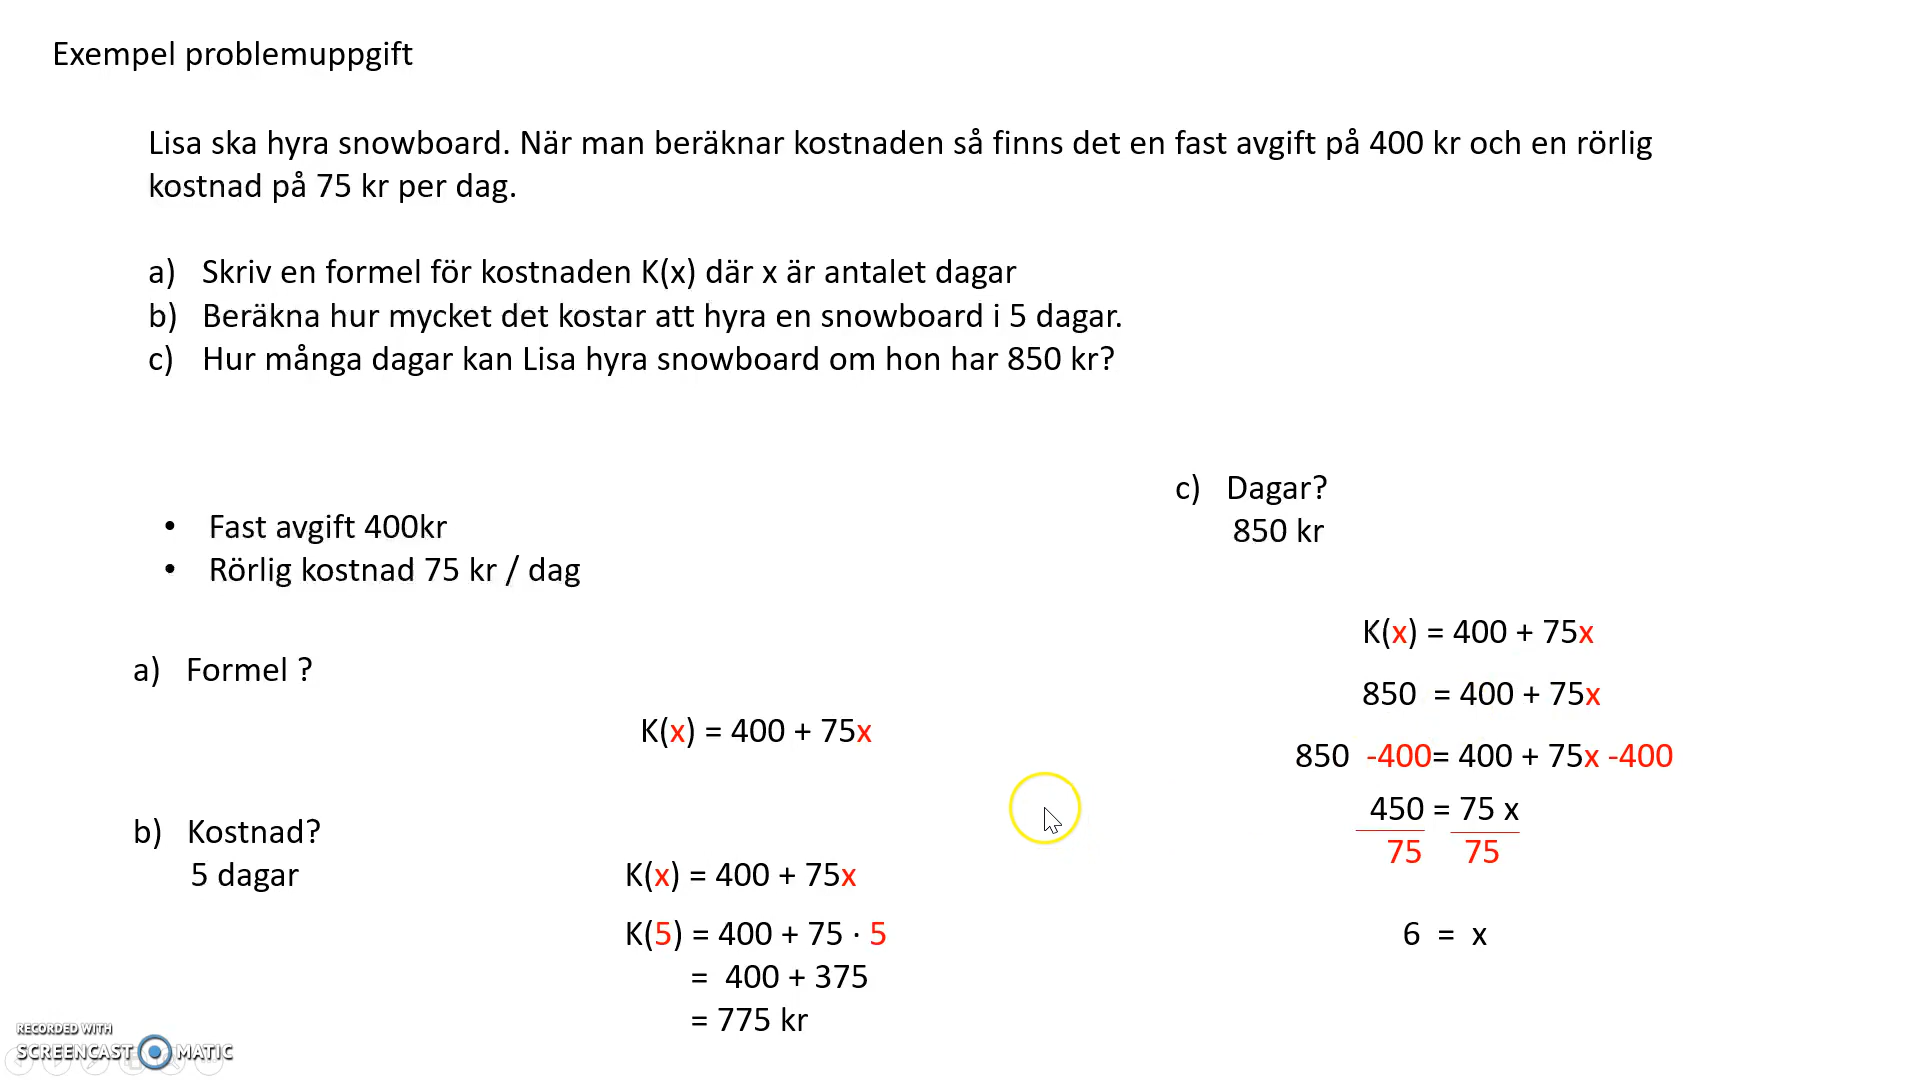 Exempel problemuppgift
Lisa ska hyra snowboard. När man beräknar kostnaden så finns det en fast avgift på 400 kr och en rörlig
kostnad på 75 kr per dag.
a) Skriv en formel för kostnaden K(x) där x är antalet dagar
b) Beräkna hur mycket det kostar att hyra en snowboard i 5 dagar.
c) Hur många dagar kan Lisa hyra snowboard om hon har 850 kr?
• Fast avgift 400kr
• Rörlig kostnad 75 kr / dag
a) Formel ?
K(x) = 400 + 75x
b) Kostnad?
5 dagar
K(x) = 400 + 75x
K(5) = 400 + 75 · 5
= 400 + 375
= 775 kr
c) Dagar?
850 kr
K(x) = 400 + 75x
850 = 400 + 75x
850 -400= 400 + 75x -400
450 = 75 x
75 75
6 = x
RECORDED WITH
SCREENCAST MATIC